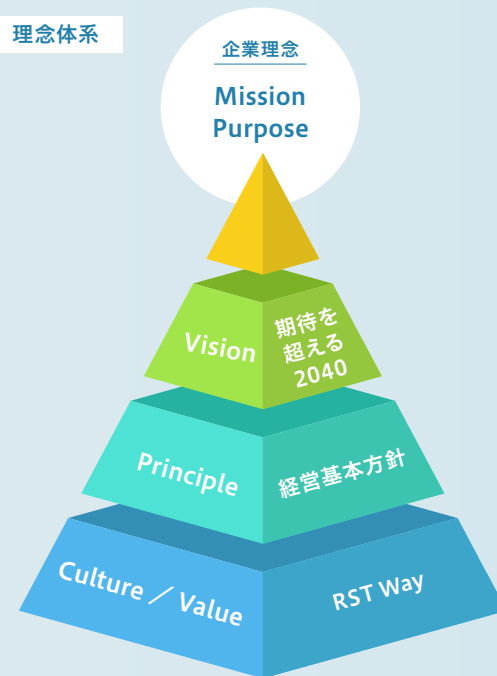 理念体系
企業理念
Mission
Purpose
Vision
期待を
超える
2040
Principle
経営基本方針
Culture ／ Value
RST Way